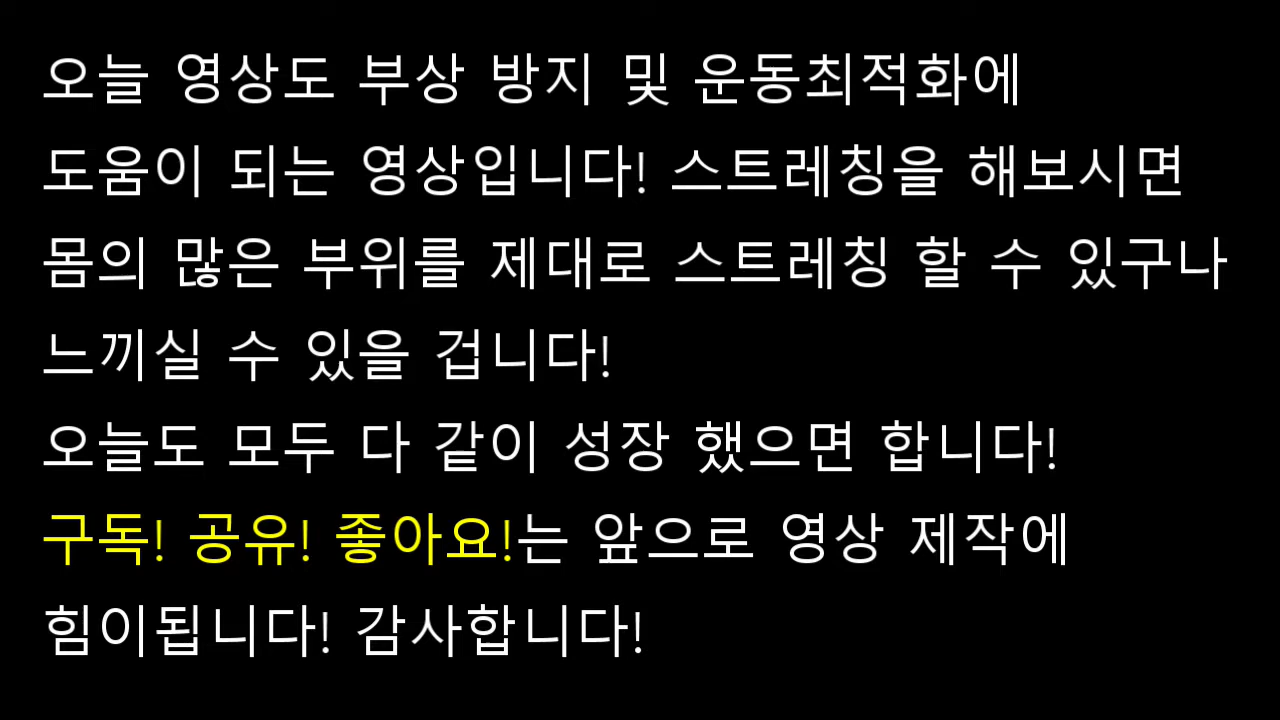 오늘 영상도 부상 방지 및 운동최적화에
도움이 되는 영상입니다! 스트레칭을 해보시면
몸의 많은 부위를 제대로 스트레칭 할 수 있구나
느끼실 수 있을 겁니다!
오늘도 모두 다 같이 성장 했으면 합니다!
구독! 공유! 좋아요!는 앞으로 영상 제작에
힘이됩니다! 감사합니다!